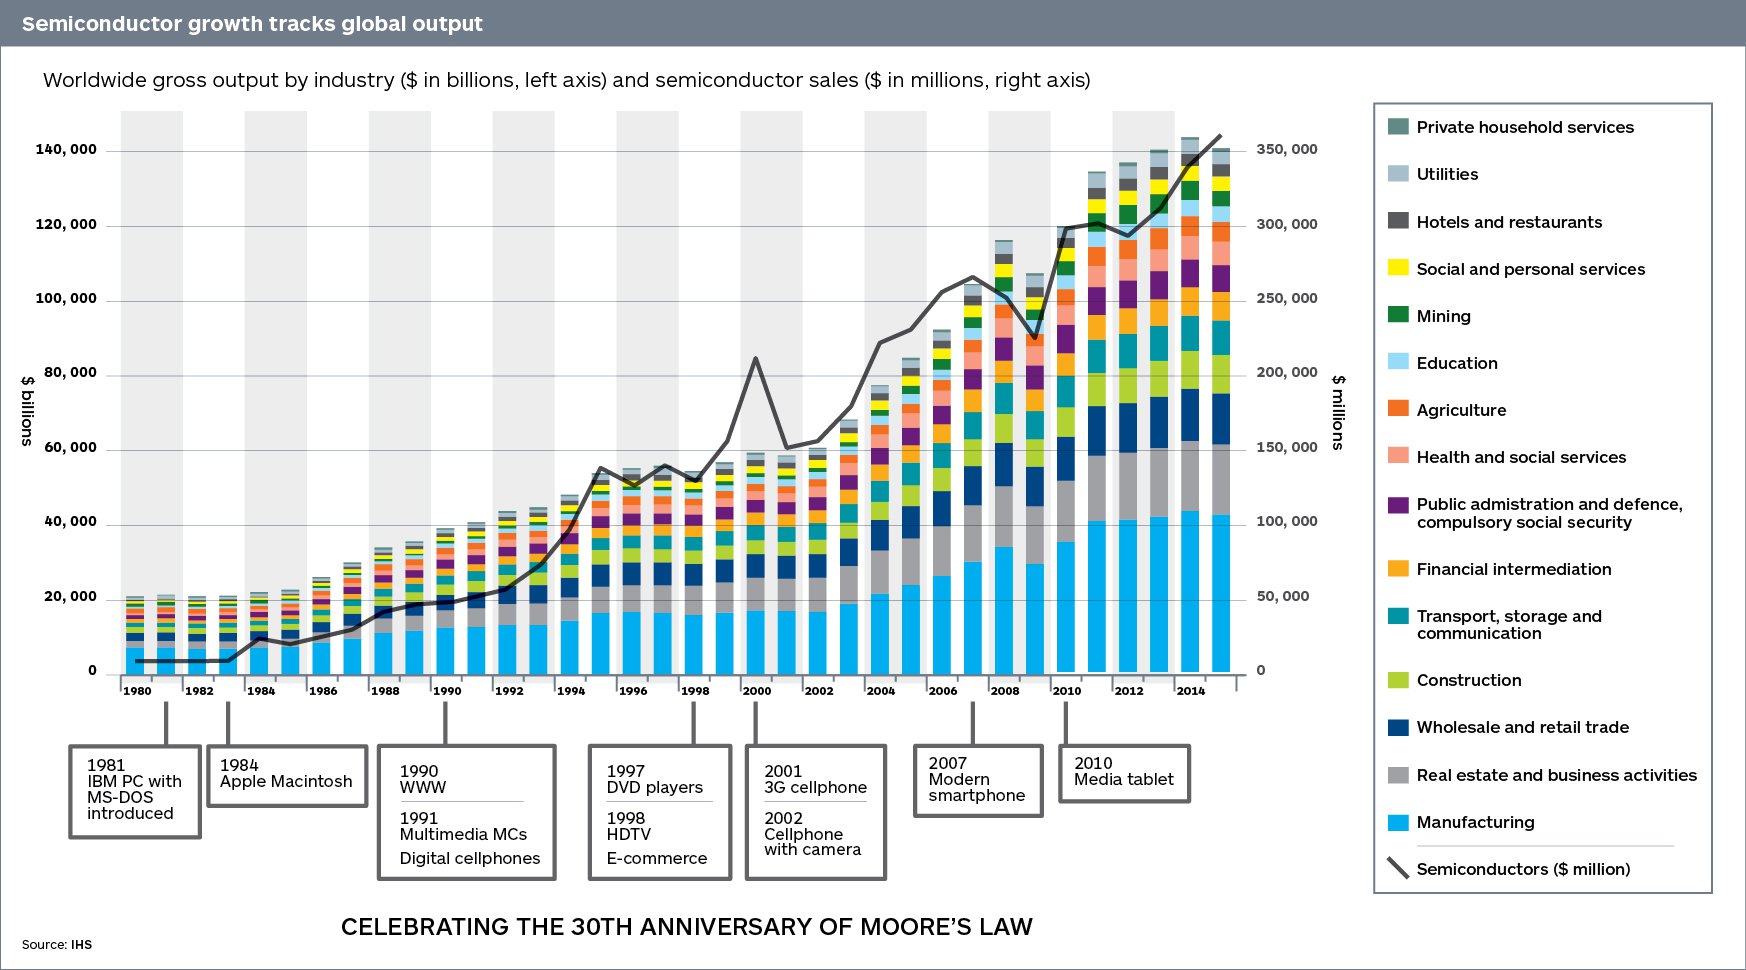 Semiconductor growth tracks global output
Worldwide gross output by industry ($ in billions, left axis) and semiconductor sales ($ in millions, right axis)
140, 000
120, 000
100, 000
80, 000
60, 000
40, 000
20, 000
0
$ billions
350, 000
300, 000
250, 000
200, 000
150, 000
100, 000
50, 000
0
$ millions
1980
1982
1984
1986
1988
1990
1992
1994
1996
1998
2000
2002
2004
2006
2008
2010
2012
2014
1981
IBM PC with
MS-DOS
introduced
1984
Apple Macintosh
1990
WWW
1991
Multimedia MCs
Digital cellphones
1997
DVD players
1998
HDTV
E-commerce
2001
3G cellphone
2002
Cellphone
with camera
2007
Modern
smartphone
2010
Media tablet
Private household services
Utilities
Hotels and restaurants
Social and personal services
Mining
Education
Agriculture
Health and social services
Public admistration and defence,
compulsory social security
Financial intermediation
Transport, storage and
communication
Construction
Wholesale and retail trade
Real estate and business activities
Manufacturing
Semiconductors ($ million)
CELEBRATING THE 30TH ANNIVERSARY OF MOORE’S LAW
Source: IHS